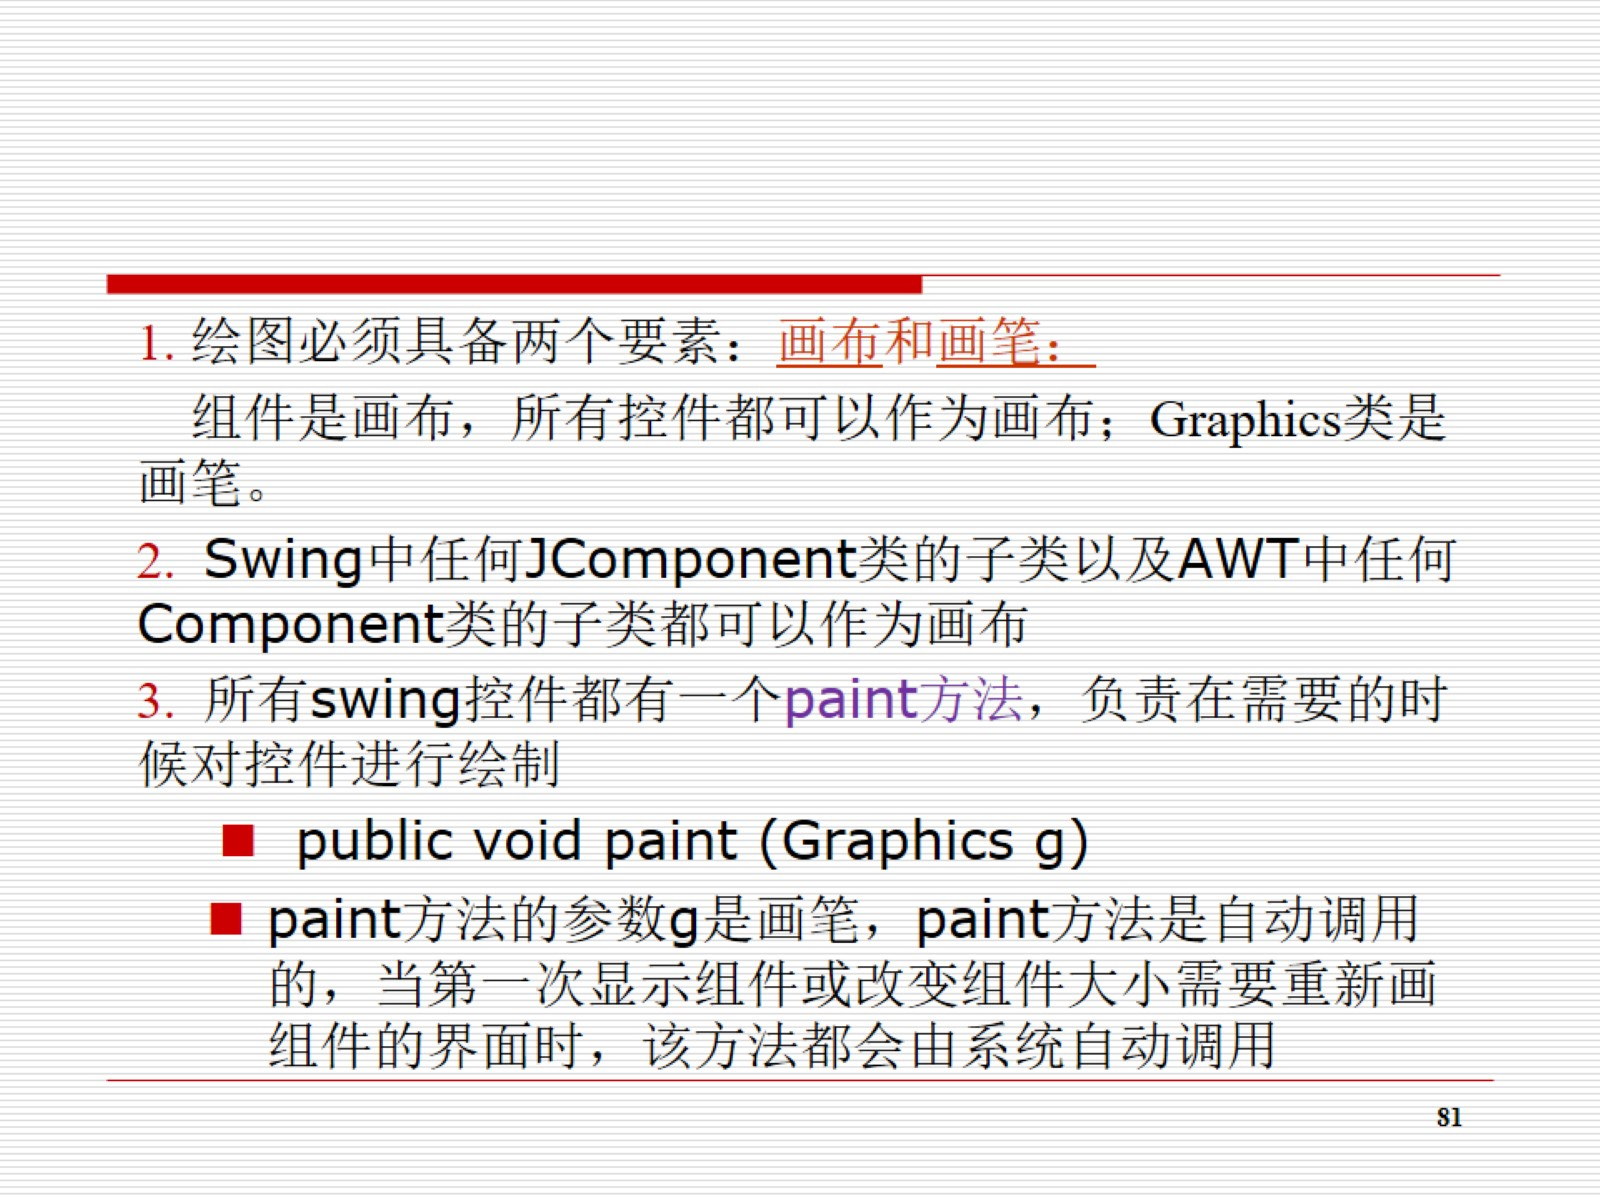 1. 绘图必须具备两个要素：画布和画笔：
组件是画布，所有控件都可以作为画布；Graphics类是
画笔。
2. Swing中任何JComponent类的子类以及AWT中任何
Component类的子类都可以作为画布
3. 所有swing控件都有一个paint方法，负责在需要的时
候对控件进行绘制
■ public void paint (Graphics g)
■ paint方法的参数g是画笔，paint方法是自动调用
的，当第一次显示组件或改变组件大小需要重新画
组件的界面时，该方法都会由系统自动调用
81